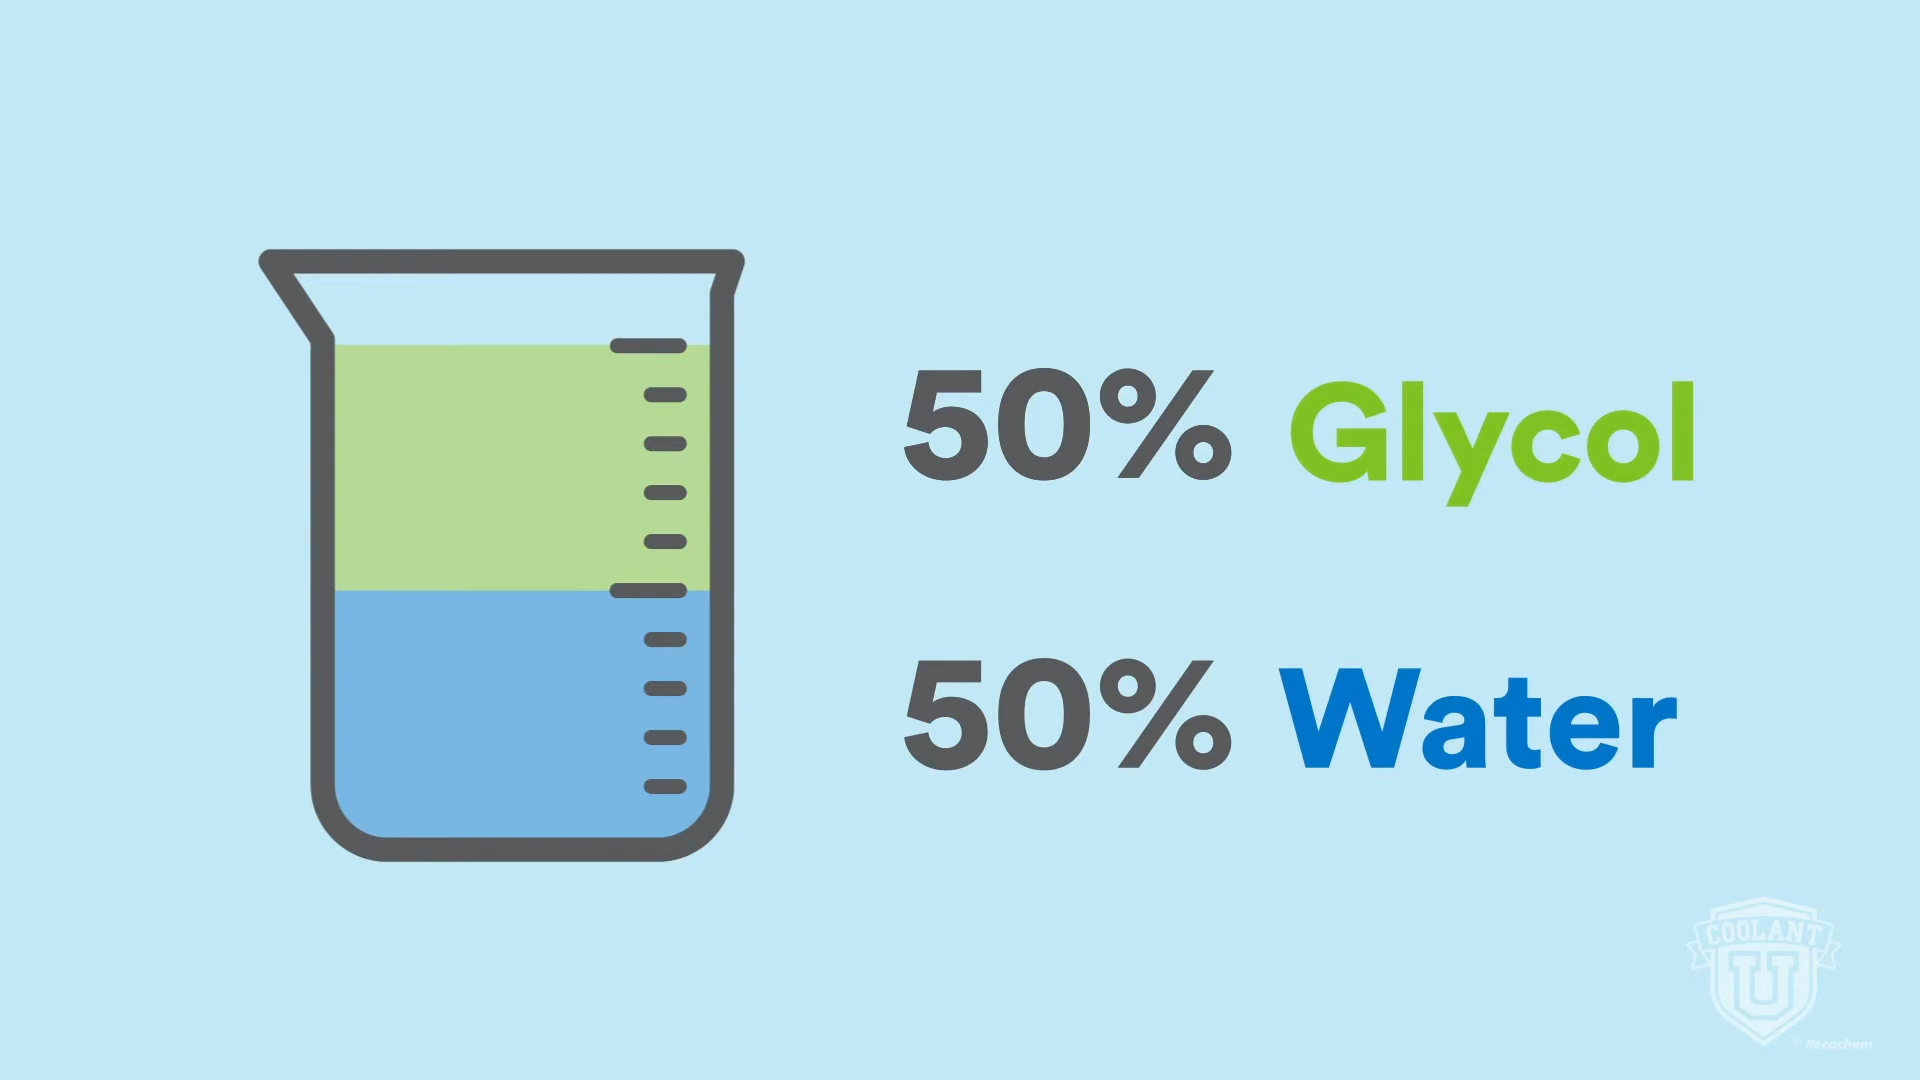 50% Glycol
50% Water
COOLANT
U
Recochem